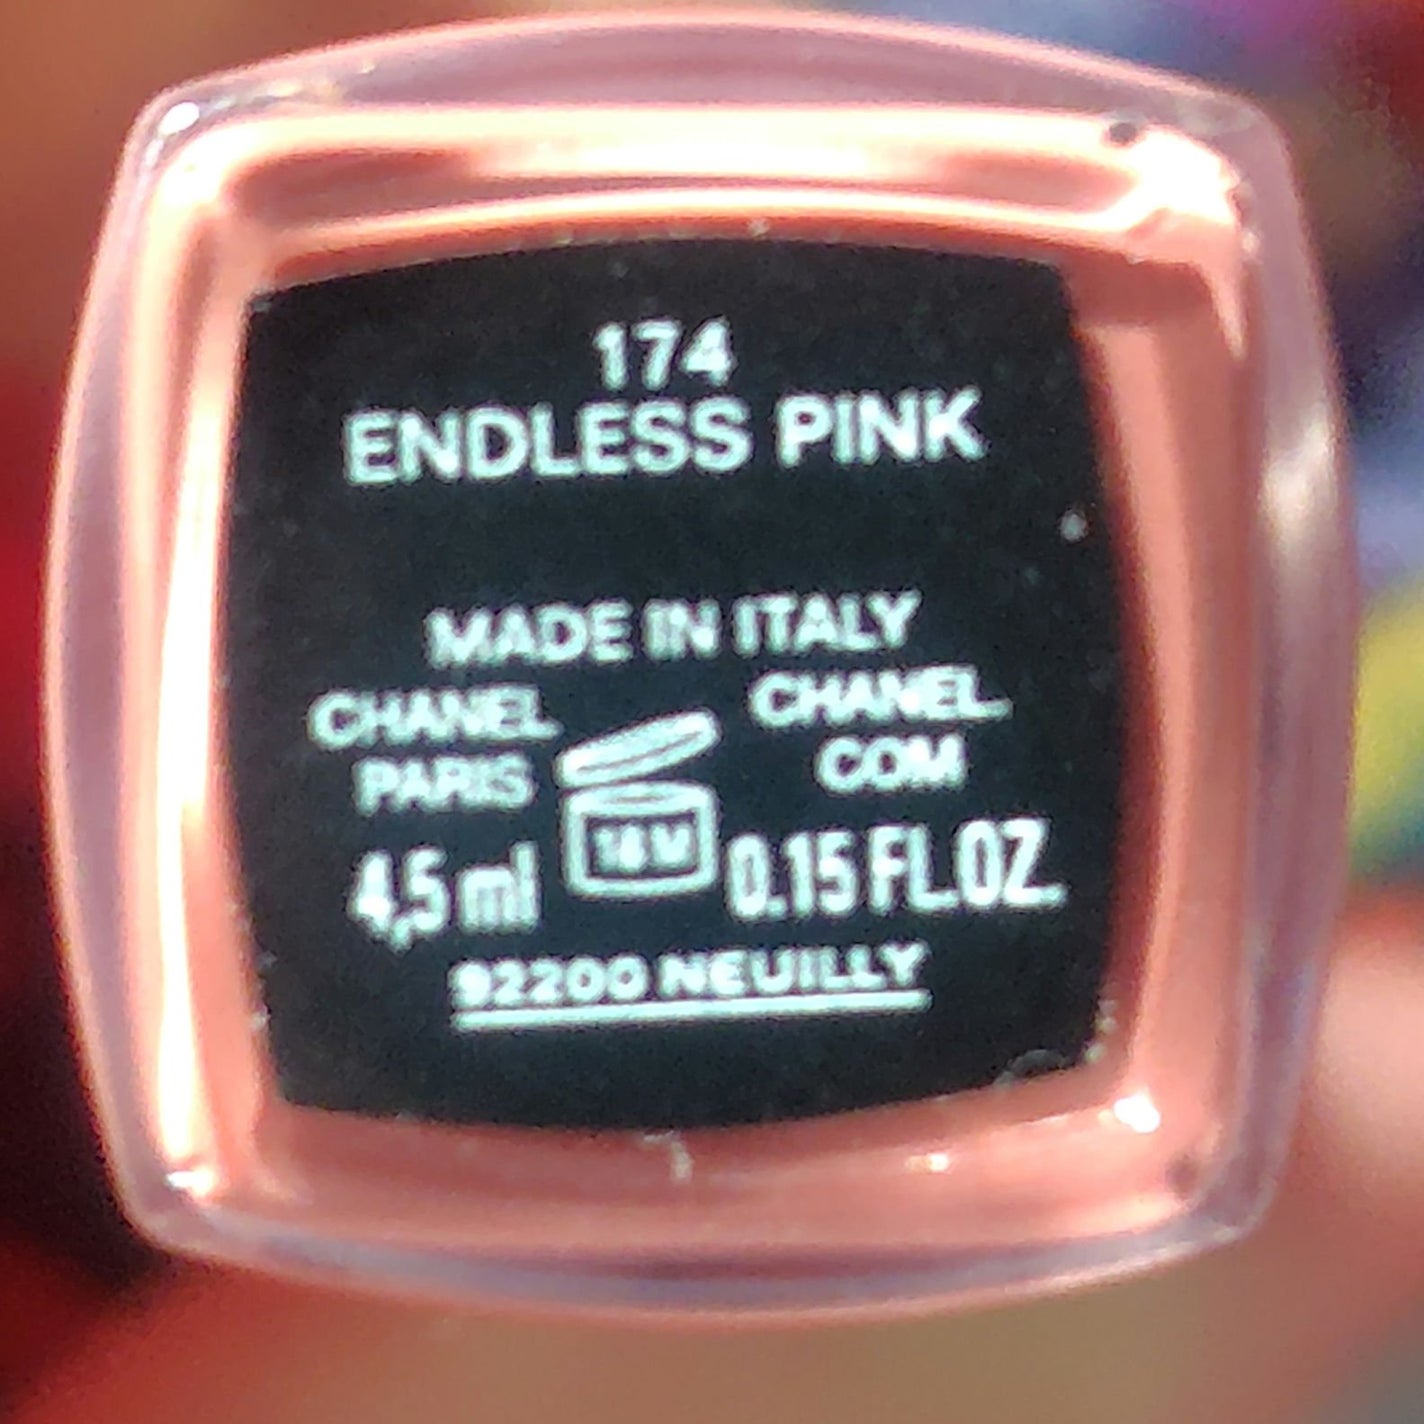 174
ENDLESS PINK
MADE IN ITALY
CHANEL
PARIS
CHANEL.
COM
4,5 ml
18 M
0.15 FL.OZ.
92200 NEUILLY